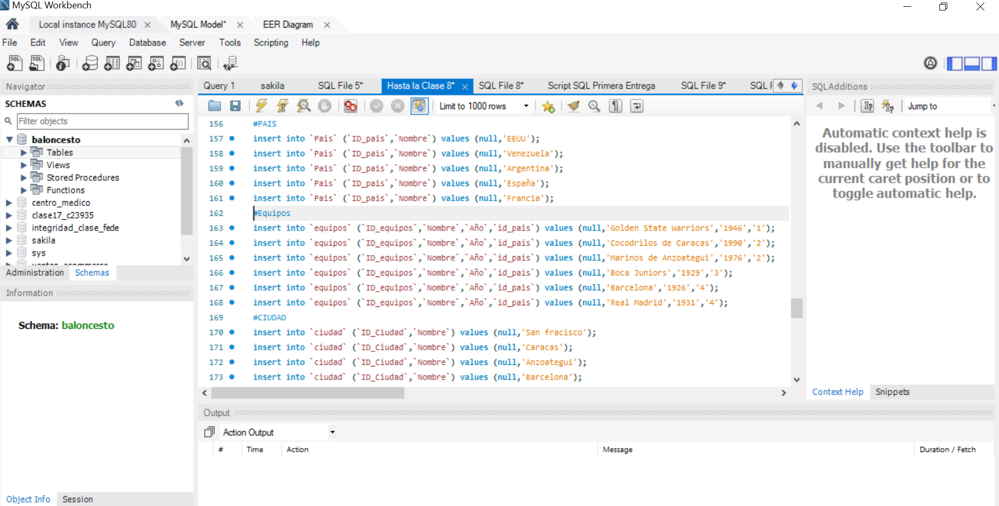 MySQL Workbench
Local instance MySQL80
MySQL Model*
EER Diagram
File Edit View Query Database Server Tools Scripting Help
Navigator
SCHEMAS
Filter objects
baloncesto
Tables
Views
Stored Procedures
Functions
centro_medico
clase17_c23935
integridad_clase_fede
sakila
sys
ventas_ecommerce
Administration Schemas
Information
Schema: baloncesto
Object Info Session
Query 1 sakila SQL File 5* Hasta la Clase 8* SQL File 8* Script SQL Primera Entrega SQL File 9* SQL F
Limit to 1000 rows
156 #PAIS
157 insert into `Pais` (`ID_pais`,`Nombre`) values (null,'EEUU');
158 insert into `Pais` (`ID_pais`,`Nombre`) values (null,'Venezuela');
159 insert into `Pais` (`ID_pais`,`Nombre`) values (null,'Argentina');
160 insert into `Pais` (`ID_pais`,`Nombre`) values (null,'España');
161 insert into `Pais` (`ID_pais`,`Nombre`) values (null,'Francia');
162 #Equipos
163 insert into `equipos` (`ID_equipos`,`Nombre`,`Año`,`id_pais`) values (null,'Golden State Warriors','1946','1');
164 insert into `equipos` (`ID_equipos`,`Nombre`,`Año`,`id_pais`) values (null,'Cocodrilos de Caracas','1990','2');
165 insert into `equipos` (`ID_equipos`,`Nombre`,`Año`,`id_pais`) values (null,'Marinos de Anzoategui','1976','2');
166 insert into `equipos` (`ID_equipos`,`Nombre`,`Año`,`id_pais`) values (null,'Boca Juniors','1929','3');
167 insert into `equipos` (`ID_equipos`,`Nombre`,`Año`,`id_pais`) values (null,'Barcelona','1926','4');
168 insert into `equipos` (`ID_equipos`,`Nombre`,`Año`,`id_pais`) values (null,'Real Madrid','1931','4');
169 #CIUDAD
170 insert into `ciudad` (`ID_Ciudad`,`Nombre`) values (null,'San fracisco');
171 insert into `ciudad` (`ID_Ciudad`,`Nombre`) values (null,'Caracas');
172 insert into `ciudad` (`ID_Ciudad`,`Nombre`) values (null,'Anzoategui');
173 insert into `ciudad` (`ID_Ciudad`,`Nombre`) values (null,'Barcelona');
Output
Action Output
# Time Action Message Duration / Fetch
SQLAdditions
Jump to
Automatic context help is
disabled. Use the toolbar to
manually get help for the
current caret position or to
toggle automatic help.
Context Help Snippets